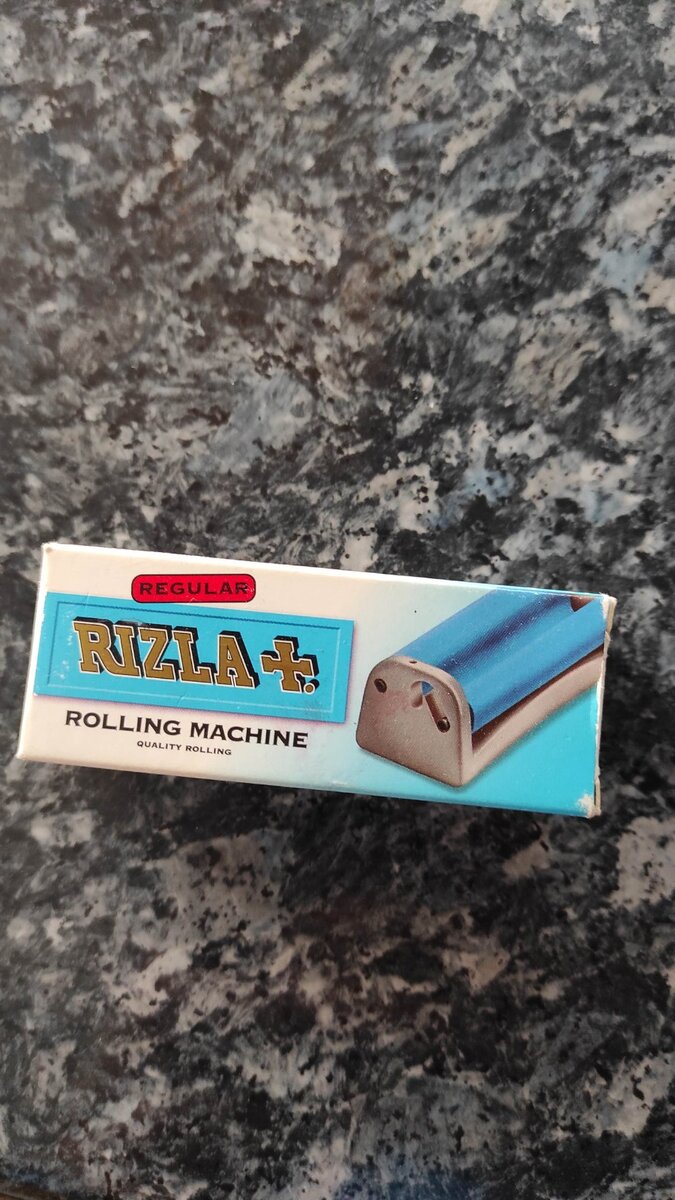 REGULAR
RIZLA +.
ROLLING MACHINE
QUALITY ROLLING